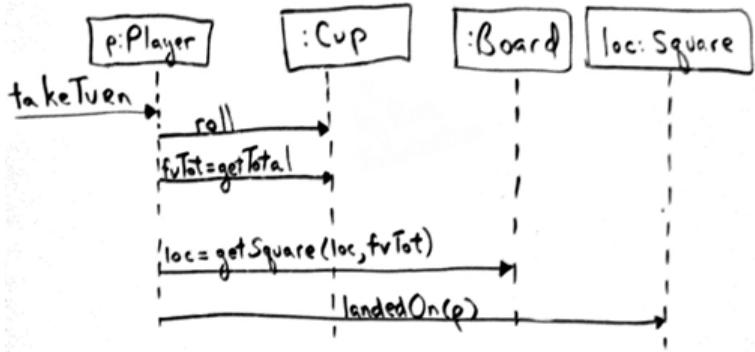 p:Player
:Cup
:Board
loc: Square
takeTurn
roll
fvTot=getTotal
loc=getSquare(loc,fvTot)
landedOn(p)